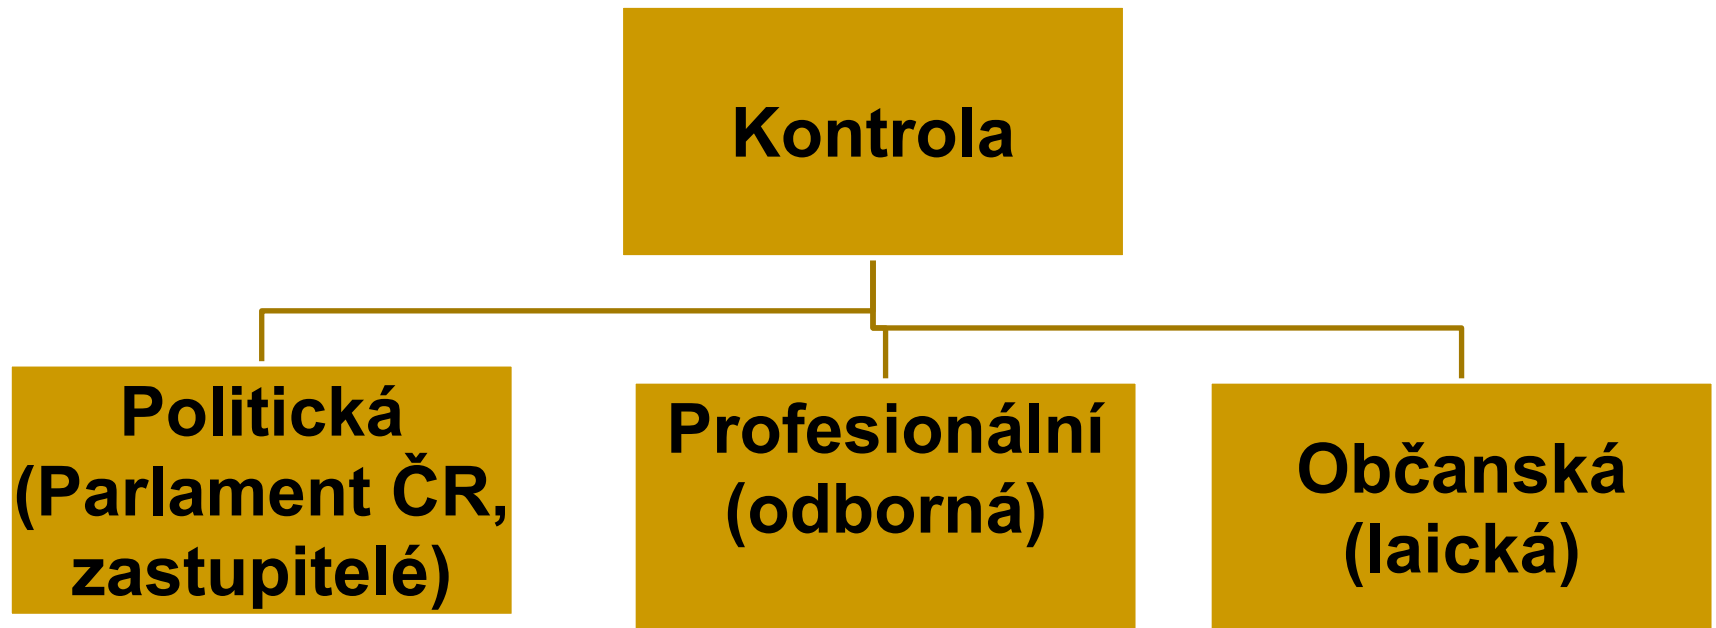 Kontrola
Politická
(Parlament ČR,
zastupitelé)
Profesionální
(odborná)
Občanská
(laická)